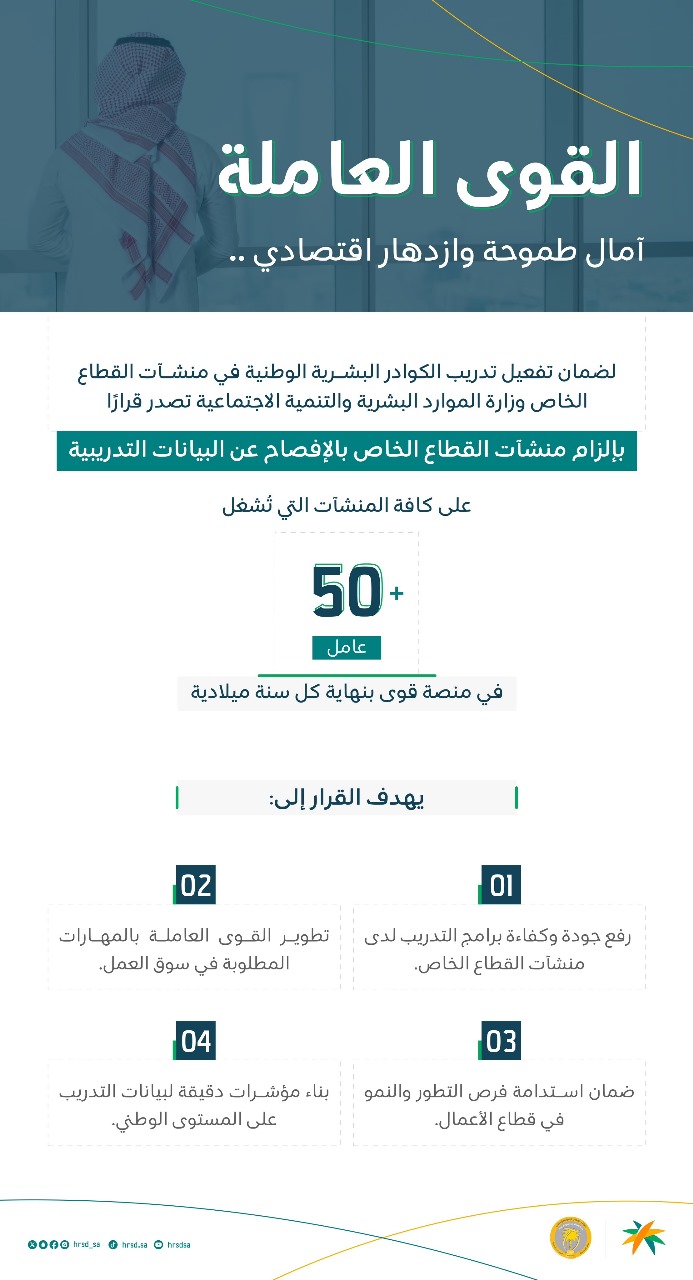 القوى العاملة
آمال طموحة وازدهار اقتصادي ..
لضمان تفعيل تدريب الكوادر البشرية الوطنية في منشآت القطاع
الخاص وزارة الموارد البشرية والتنمية الاجتماعية تصدر قرارًا
بإلزام منشآت القطاع الخاص بالإفصاح عن البيانات التدريبية
على كافة المنشآت التي تُشغل
50+
عامل
في منصة قوى بنهاية كل سنة ميلادية
يهدف القرار إلى:
01
رفع جودة وكفاءة برامج التدريب لدى
منشآت القطاع الخاص.
02
تطوير القوى العاملة بالمهارات
المطلوبة في سوق العمل.
03
ضمان استدامة فرص التطور والنمو
في قطاع الأعمال.
04
بناء مؤشرات دقيقة لبيانات التدريب
على المستوى الوطني.
hrsd_sa hrsd.sa hrsdsa